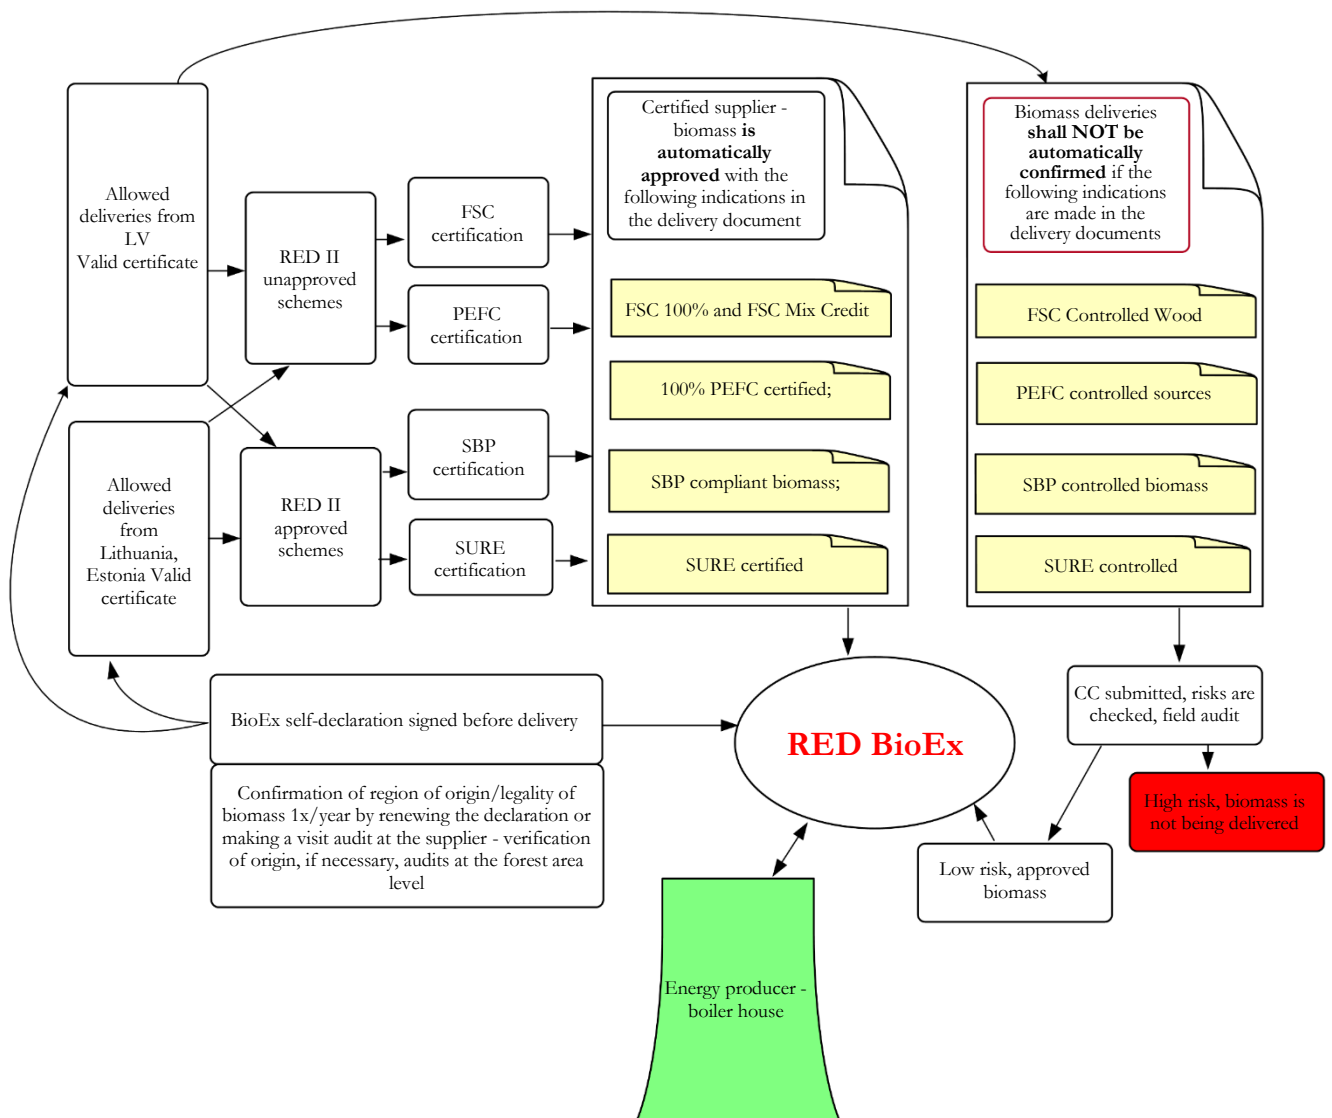 Allowed
deliveries from
LV
Valid certificate
Allowed
deliveries
from
Lithuania,
Estonia Valid
certificate
RED II
unapproved
schemes
RED II
approved
schemes
FSC
certification
PEFC
certification
SBP
certification
SURE
certification
Certified supplier -
biomass is
automatically
approved with the
following indications in
the delivery document
FSC 100% and FSC Mix Credit
100% PEFC certified;
SBP compliant biomass;
SURE certified
Biomass deliveries
shall NOT be
automatically
confirmed if the
following indications
are made in the
delivery documents
FSC Controlled Wood
PEFC controlled sources
SBP controlled biomass
SURE controlled
BioEx self-declaration signed before delivery
Confirmation of region of origin/legality of
biomass 1x/year by renewing the declaration or
making a visit audit at the supplier - verification
of origin, if necessary, audits at the forest area
level
RED BioEx
CC submitted, risks are
checked, field audit
High risk, biomass is
not being delivered
Low risk, approved
biomass
Energy producer -
boiler house